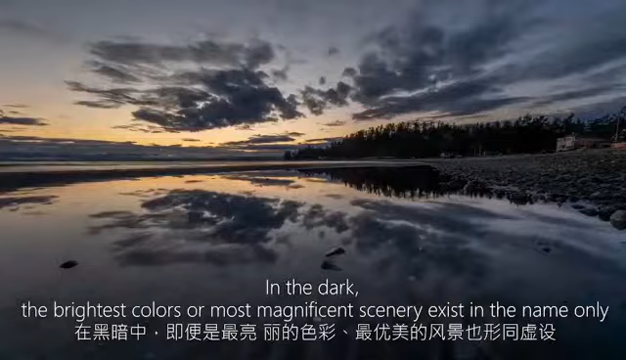 In the dark,
the brightest colors or most magnificent scenery exist in the name only
在黑暗中，即便是最亮 丽的色彩、最优美的风景也形同虚设